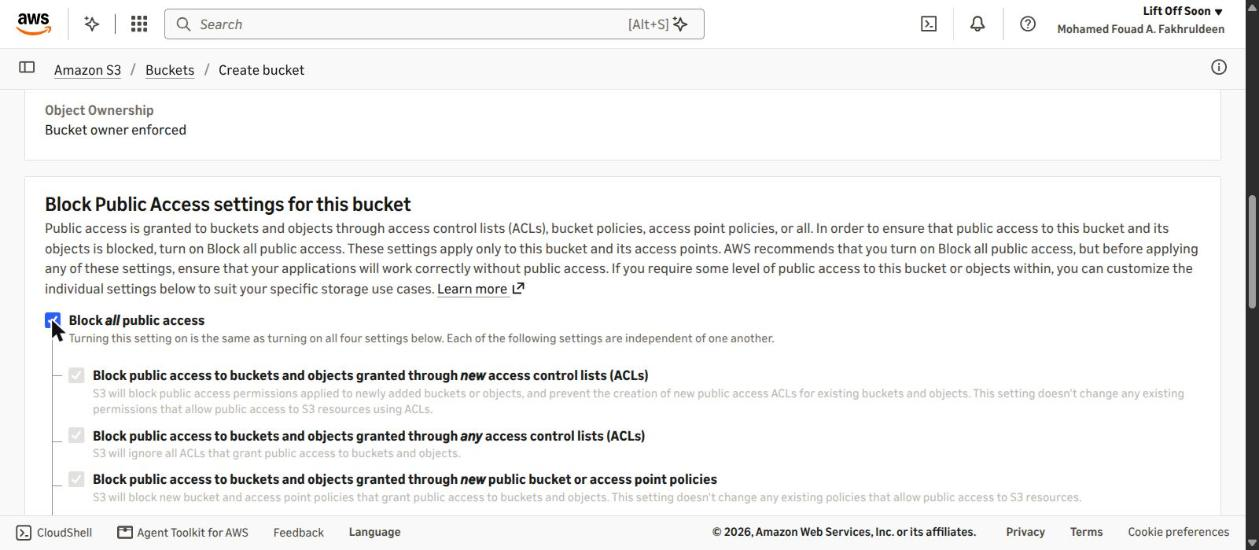 aws
Search
[Alt+S]
Lift Off Soon
Mohamed Fouad A. Fakhruldeen
Amazon S3 / Buckets / Create bucket
Object Ownership
Bucket owner enforced
Block Public Access settings for this bucket
Public access is granted to buckets and objects through access control lists (ACLs), bucket policies, access point policies, or all. In order to ensure that public access to this bucket and its
objects is blocked, turn on Block all public access. These settings apply only to this bucket and its access points. AWS recommends that you turn on Block all public access, but before applying
any of these settings, ensure that your applications will work correctly without public access. If you require some level of public access to this bucket or objects within, you can customize the
individual settings below to suit your specific storage use cases. Learn more
Block all public access
Turning this setting on is the same as turning on all four settings below. Each of the following settings are independent of one another.
Block public access to buckets and objects granted through new access control lists (ACLs)
S3 will block public access permissions applied to newly added buckets or objects, and prevent the creation of new public access ACLs for existing buckets and objects. This setting doesn't change any existing
permissions that allow public access to S3 resources using ACLs.
Block public access to buckets and objects granted through any access control lists (ACLs)
S3 will ignore all ACLs that grant public access to buckets and objects.
Block public access to buckets and objects granted through new public bucket or access point policies
S3 will block new bucket and access point policies that grant public access to buckets and objects. This setting doesn't change any existing policies that allow public access to S3 resources.
CloudShell Agent Toolkit for AWS Feedback Language © 2026, Amazon Web Services, Inc. or its affiliates. Privacy Terms Cookie preferences